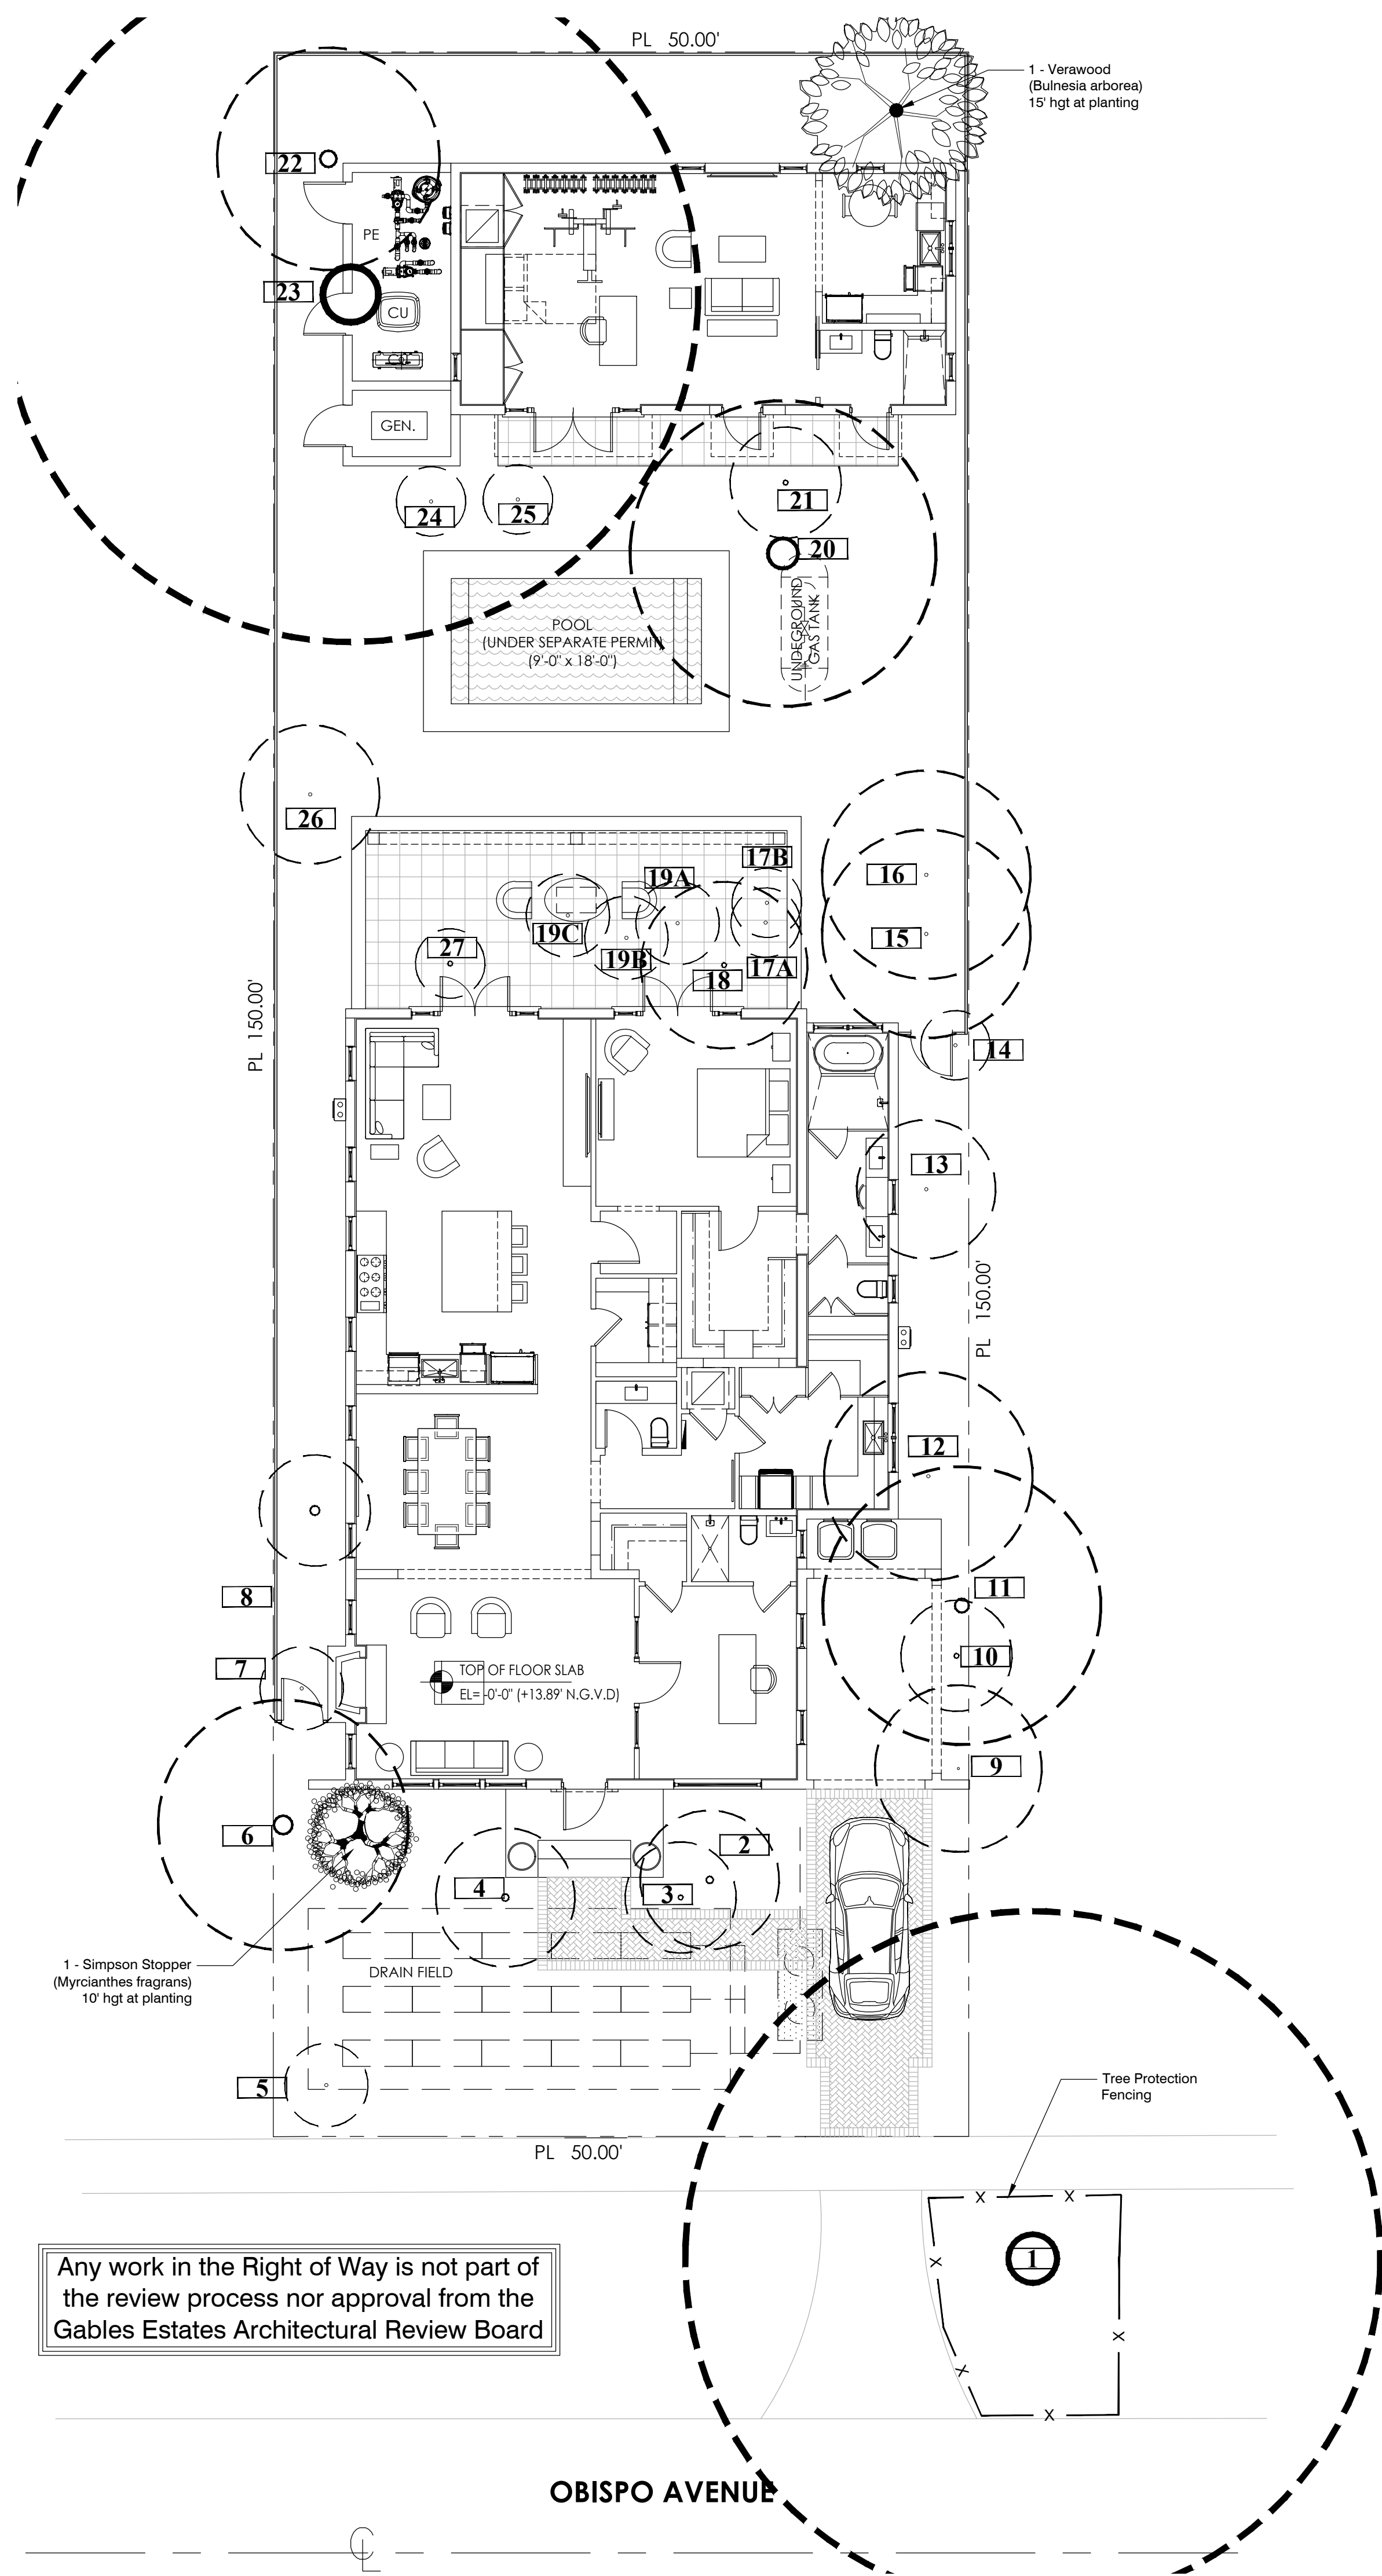 PL 50.00'
1 - Verawood
(Bulnesia arborea)
15' hgt at planting
22
PE
23
CU
GEN.
24
25
21
20
UNDEGROUND
GAS TANK
POOL
(UNDER SEPARATE PERMIT)
(9'-0" x 18'-0")
26
17B
16
19A
15
19C
27
19B
17A
18
PL 150.00'
14
13
PL 150.00'
12
11
8
10
7
TOP OF FLOOR SLAB
EL= -0'-0" (+13.89' N.G.V.D)
9
6
2
4
3
1 - Simpson Stopper
(Myrcianthes fragrans)
10' hgt at planting
DRAIN FIELD
5
Tree Protection
Fencing
PL 50.00'
X X
1
X
X
X
X
Any work in the Right of Way is not part of
the review process nor approval from the
Gables Estates Architectural Review Board
OBISPO AVENUE
CL